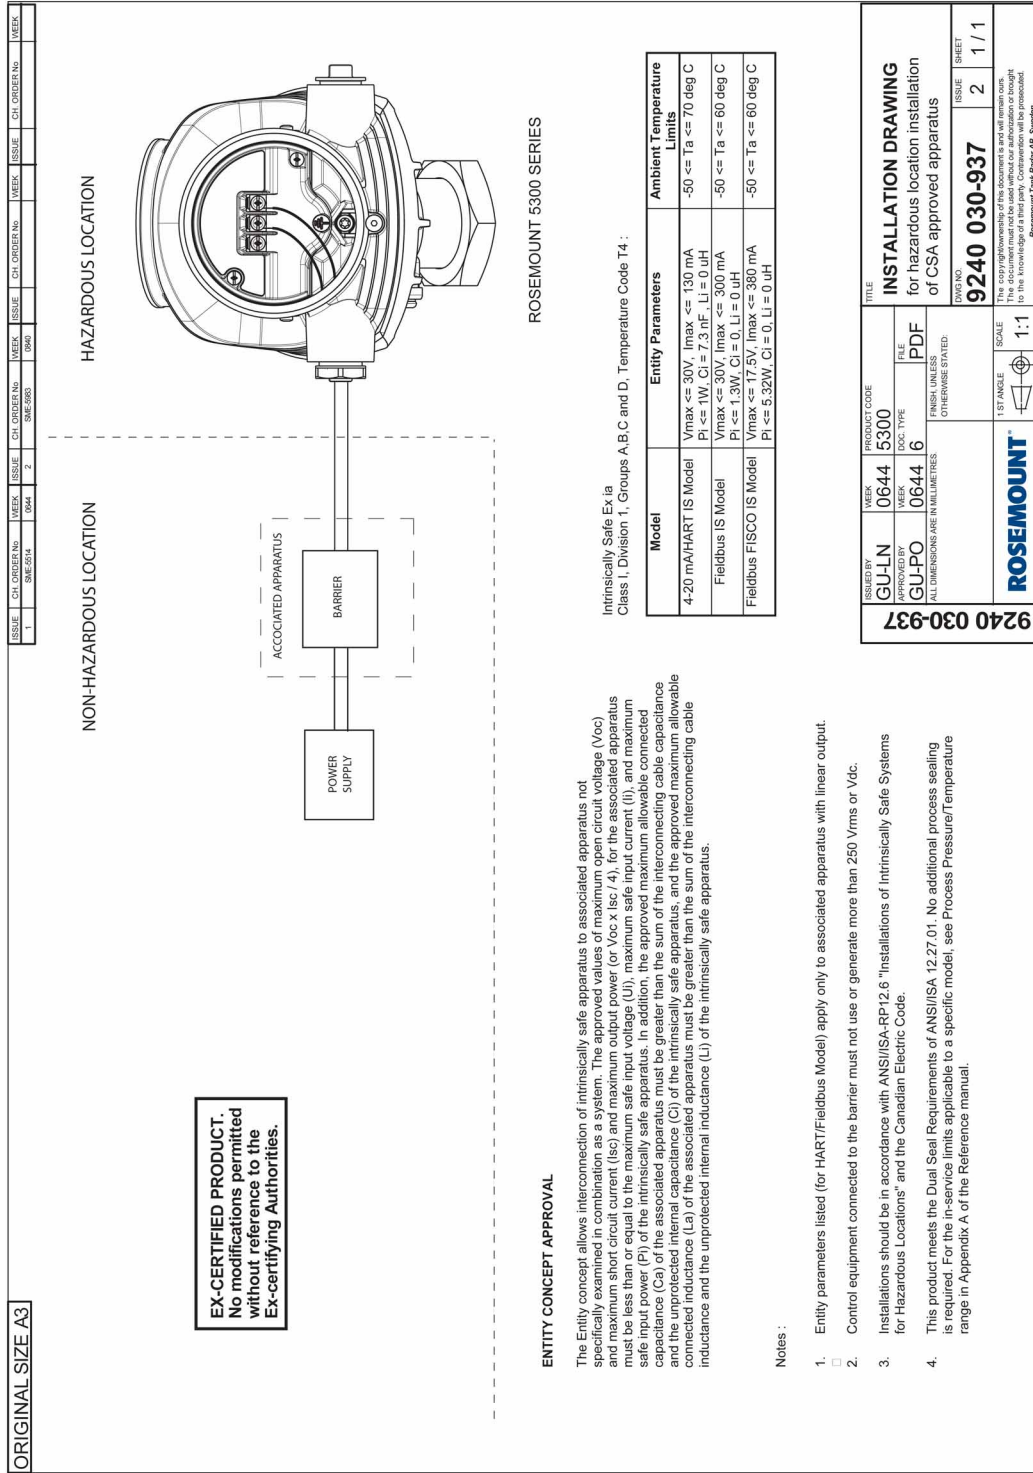 ORIGINAL SIZE A3
ISSUE CH. ORDER No WEEK ISSUE CH. ORDER No WEEK ISSUE CH. ORDER No WEEK ISSUE CH. ORDER No WEEK
1 SME-5514 0644 2 SME-5983 0840
NON-HAZARDOUS LOCATION
HAZARDOUS LOCATION
EX-CERTIFIED PRODUCT.
No modifications permitted
without reference to the
Ex-certifying Authorities.
POWER
SUPPLY
ACCOCIATED APPARATUS
BARRIER
ROSEMOUNT 5300 SERIES
ENTITY CONCEPT APPROVAL
The Entity concept allows interconnection of intrinsically safe apparatus to associated apparatus not
specifically examined in combination as a system. The approved values of maximum open circuit voltage (Voc)
and maximum short circuit current (Isc) and maximum output power (or Voc x Isc / 4), for the associated apparatus
must be less than or equal to the maximum safe input voltage (Ui), maximum safe input current (Ii), and maximum
safe input power (Pi) of the intrinsically safe apparatus. In addition, the approved maximum allowable connected
capacitance (Ca) of the associated apparatus must be greater than the sum of the interconnecting cable capacitance
and the unprotected internal capacitance (Ci) of the intrinsically safe apparatus, and the approved maximum allowable
connected inductance (La) of the associated apparatus must be greater than the sum of the interconnecting cable
inductance and the unprotected internal inductance (Li) of the intrinsically safe apparatus.
Intrinsically Safe Ex ia
Class I, Division 1, Groups A,B,C and D, Temperature Code T4 :
Model Entity Parameters Ambient Temperature
Limits
4-20 mA/HART IS Model Vmax <= 30V, Imax <= 130 mA -50 <= Ta <= 70 deg C
Pi <= 1W, Ci = 7.3 nF , Li = 0 uH
Fieldbus IS Model Vmax <= 30V, Imax <= 300 mA -50 <= Ta <= 60 deg C
Pi <= 1.3W, Ci = 0, Li = 0 uH
Fieldbus FISCO IS Model Vmax <= 17.5V, Imax <= 380 mA -50 <= Ta <= 60 deg C
Pi <= 5.32W, Ci = 0, Li = 0 uH
Notes :
1. Entity parameters listed (for HART/Fieldbus Model) apply only to associated apparatus with linear output.
2. Control equipment connected to the barrier must not use or generate more than 250 Vrms or Vdc.
3. Installations should be in accordance with ANSI/ISA-RP12.6 "Installations of Intrinsically Safe Systems
for Hazardous Locations" and the Canadian Electric Code.
4. This product meets the Dual Seal Requirements of ANSI/ISA 12.27.01. No additional process sealing
is required. For the in-service limits applicable to a specific model, see Process Pressure/Temperature
range in Appendix A of the Reference manual.
9240 030-937
ISSUED BY WEEK PRODUCT CODE TITLE
GU-LN 0644 5300 INSTALLATION DRAWING
APPROVED BY WEEK DOC. TYPE FILE
GU-PO 0644 6 PDF
for hazardous location installation
of CSA approved apparatus
ALL DIMENSIONS ARE IN MILLIMETRES.
FINISH, UNLESS
OTHERWISE STATED:
DWG NO. ISSUE SHEET
9240 030-937 2 1 / 1
ROSEMOUNT®
1 ST ANGLE SCALE
1:1
The copyright/ownership of this document is and will remain ours.
The document must not be used without our authorization or brought
to the knowledge of a third party. Contravention will be prosecuted.
Rosemount Tank Radar AB, Sweden